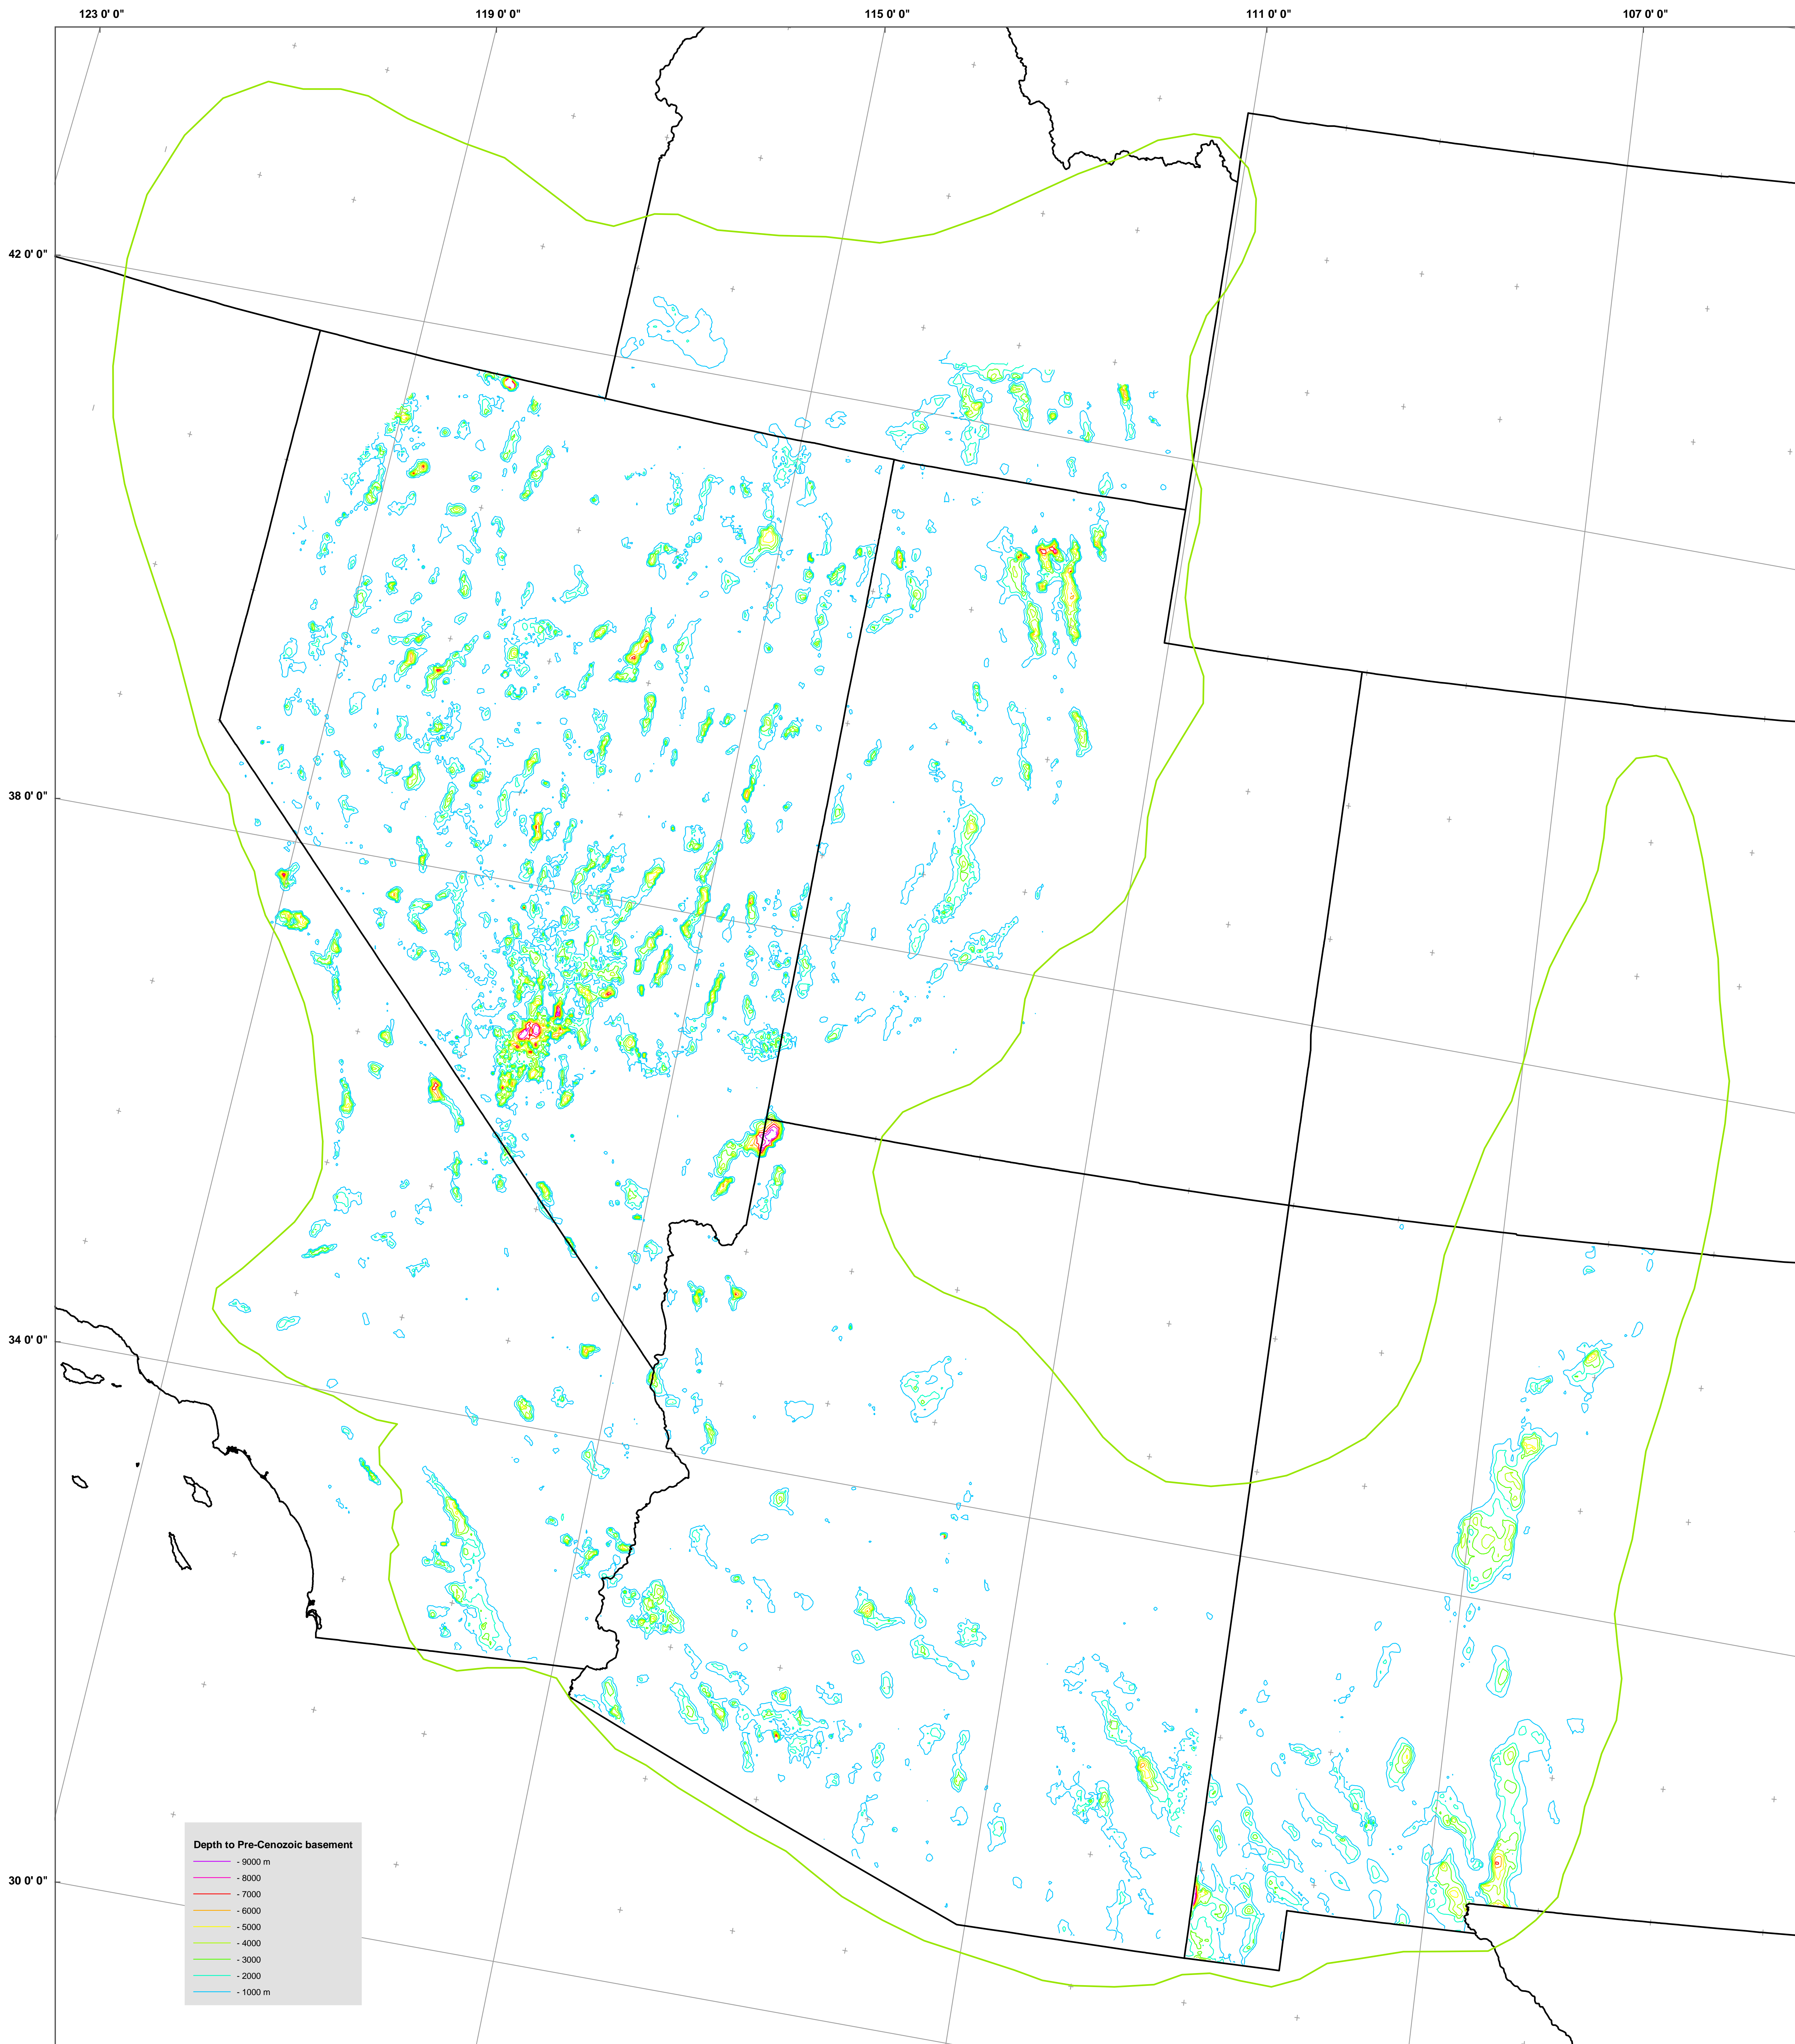 123 0' 0"
119 0' 0"
115 0' 0"
111 0' 0"
107 0' 0"
42 0' 0"
38 0' 0"
34 0' 0"
30 0' 0"
Depth to Pre-Cenozoic basement
- 9000 m
- 8000
- 7000
- 6000
- 5000
- 4000
- 3000
- 2000
- 1000 m